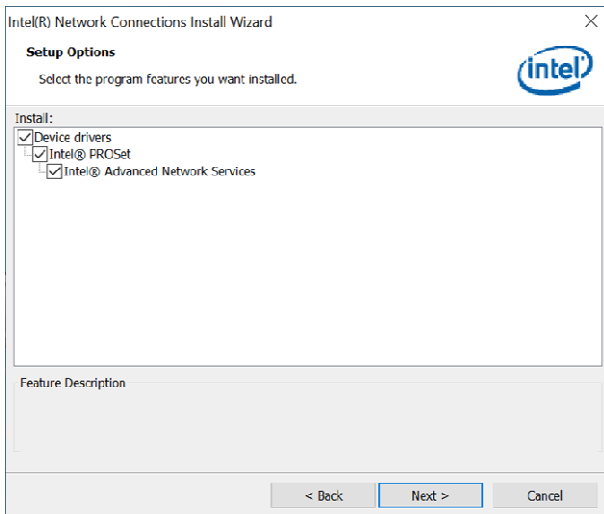 Intel(R) Network Connections Install Wizard
Setup Options
Select the program features you want installed.
intel
Install:
Device drivers
Intel® PROSet
Intel® Advanced Network Services
Feature Description
< Back
Next >
Cancel